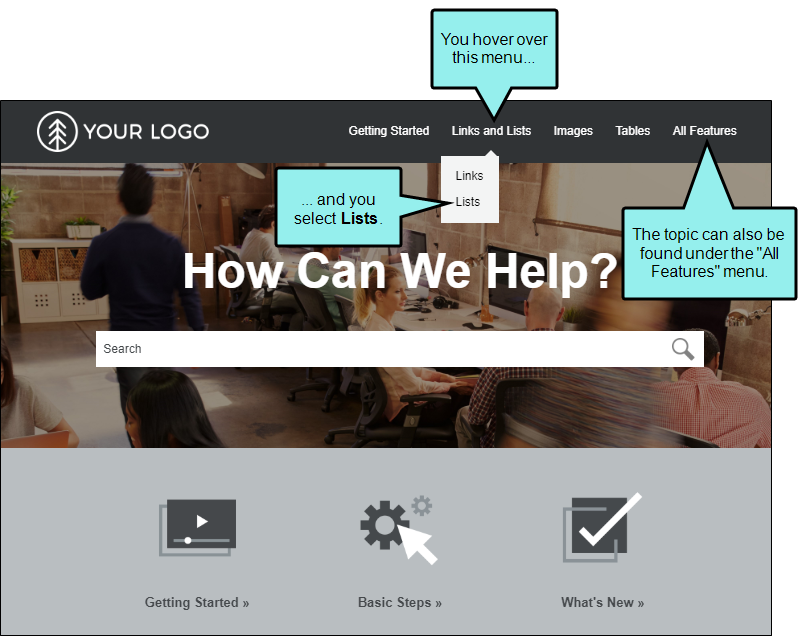 You hover over
this menu...
YOUR LOGO
Getting Started
Links and Lists
Images
Tables
All Features
Links
Lists
... and you
select Lists.
The topic can also be
found under the "All
Features" menu.
How Can We Help?
Search
Getting Started »
Basic Steps »
What's New »